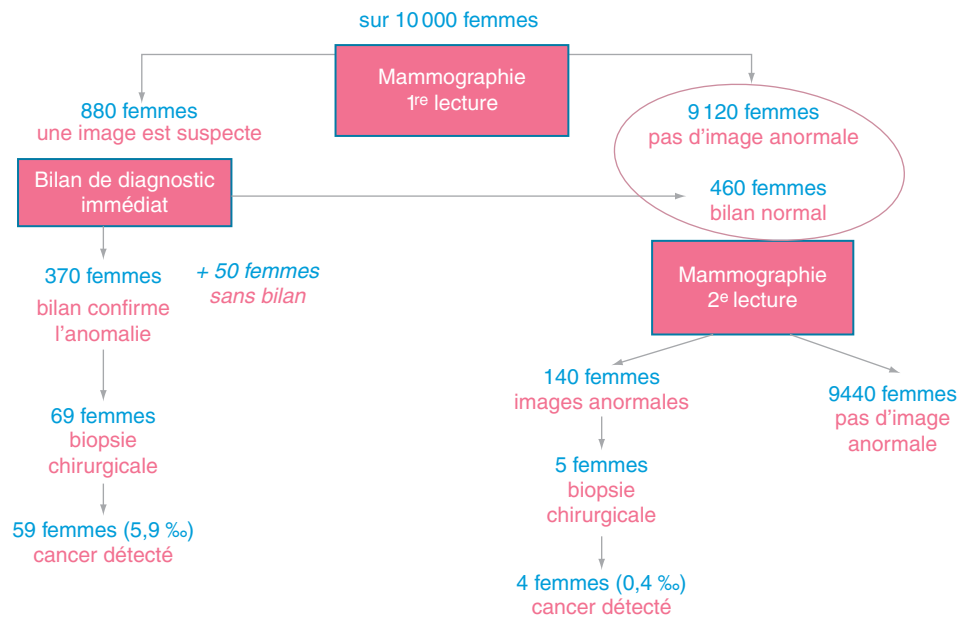 sur 10 000 femmes
Mammographie
1re lecture
880 femmes
une image est suspecte
9 120 femmes
pas d'image anormale
Bilan de diagnostic
immédiat
460 femmes
bilan normal
370 femmes
bilan confirme
l'anomalie
+ 50 femmes
sans bilan
Mammographie
2e lecture
69 femmes
biopsie
chirurgicale
59 femmes (5,9 ‰)
cancer détecté
140 femmes
images anormales
9440 femmes
pas d'image
anormale
5 femmes
biopsie
chirurgicale
4 femmes (0,4 ‰)
cancer détecté